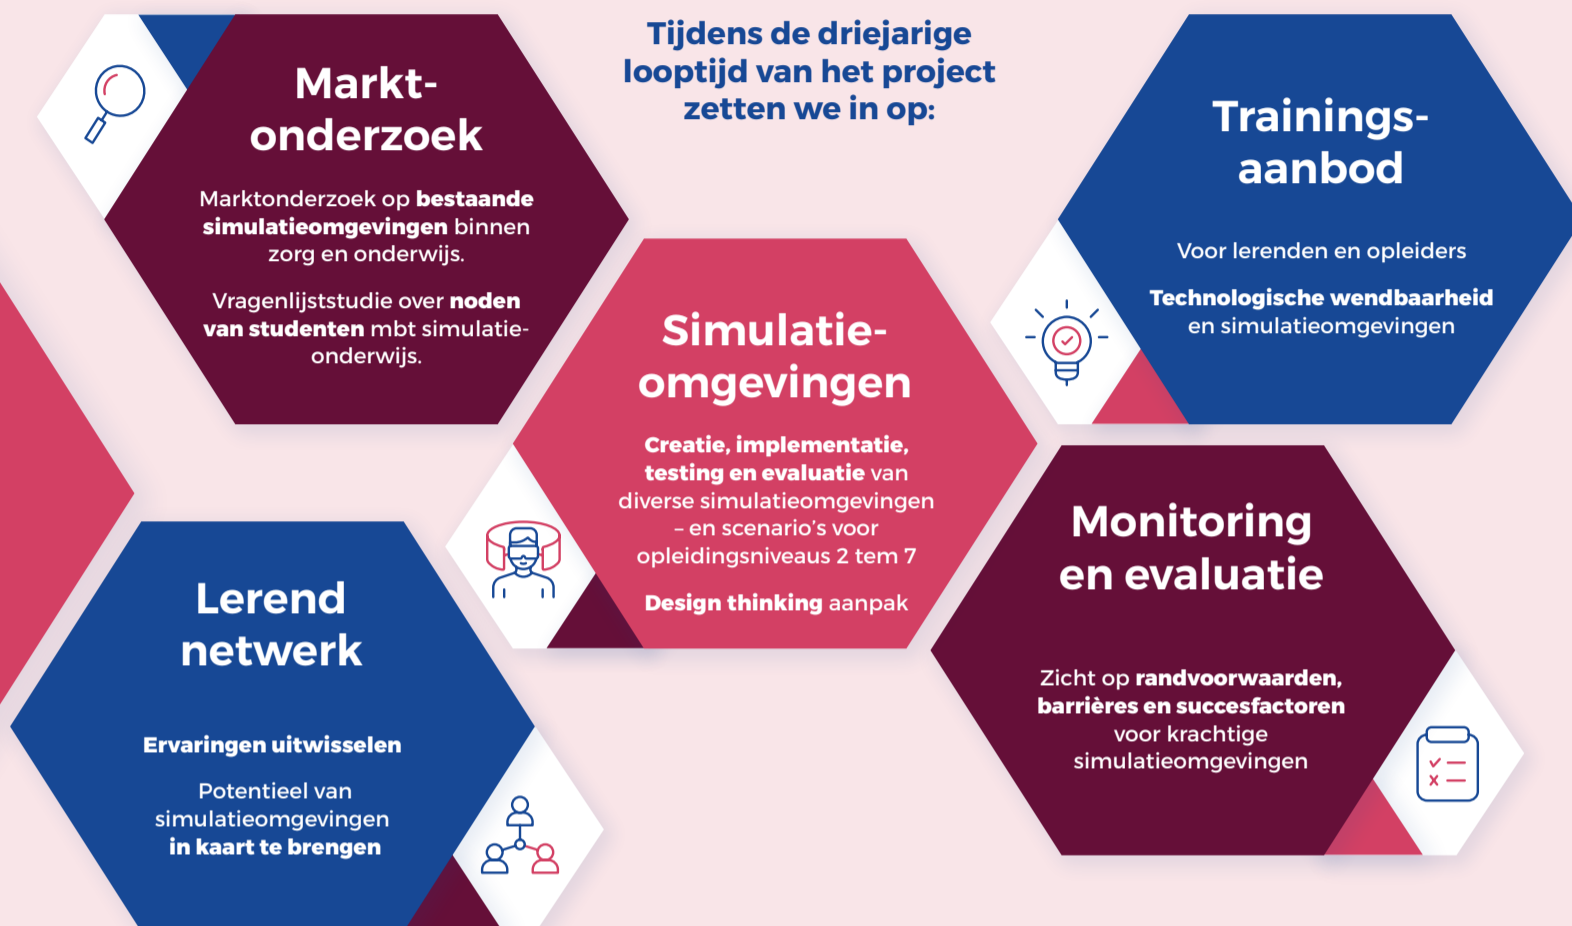 Tijdens de driejarige
looptijd van het project
zetten we in op:
Markt-
onderzoek
Marktonderzoek op bestaande
simulatieomgevingen binnen
zorg en onderwijs.
Vragenlijststudie over noden
van studenten mbt simulatie-
onderwijs.
Simulatie-
omgevingen
Creatie, implementatie,
testing en evaluatie van
diverse simulatieomgevingen
– en scenario’s voor
opleidingsniveaus 2 tem 7
Design thinking aanpak
Trainings-
aanbod
Voor lerenden en opleiders
Technologische wendbaarheid
en simulatieomgevingen
Lerend
netwerk
Ervaringen uitwisselen
Potentieel van
simulatieomgevingen
in kaart te brengen
Monitoring
en evaluatie
Zicht op randvoorwaarden,
barrières en succesfactoren
voor krachtige
simulatieomgevingen